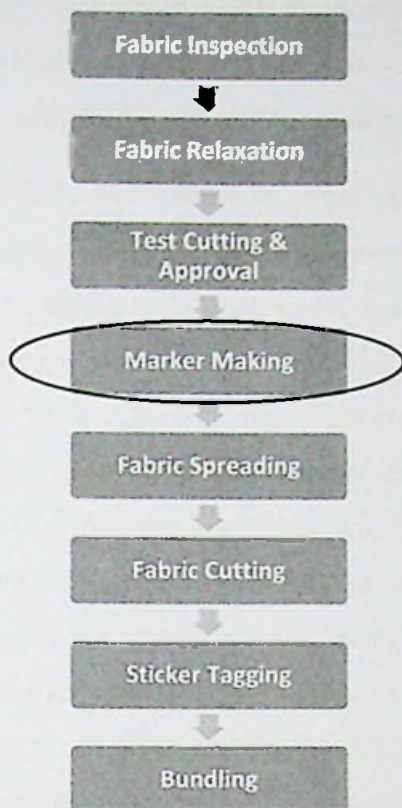 Fabric Inspection
Fabric Relaxation
Test Cutting &
Approval
Marker Making
Fabric Spreading
Fabric Cutting
Sticker Tagging
Bundling